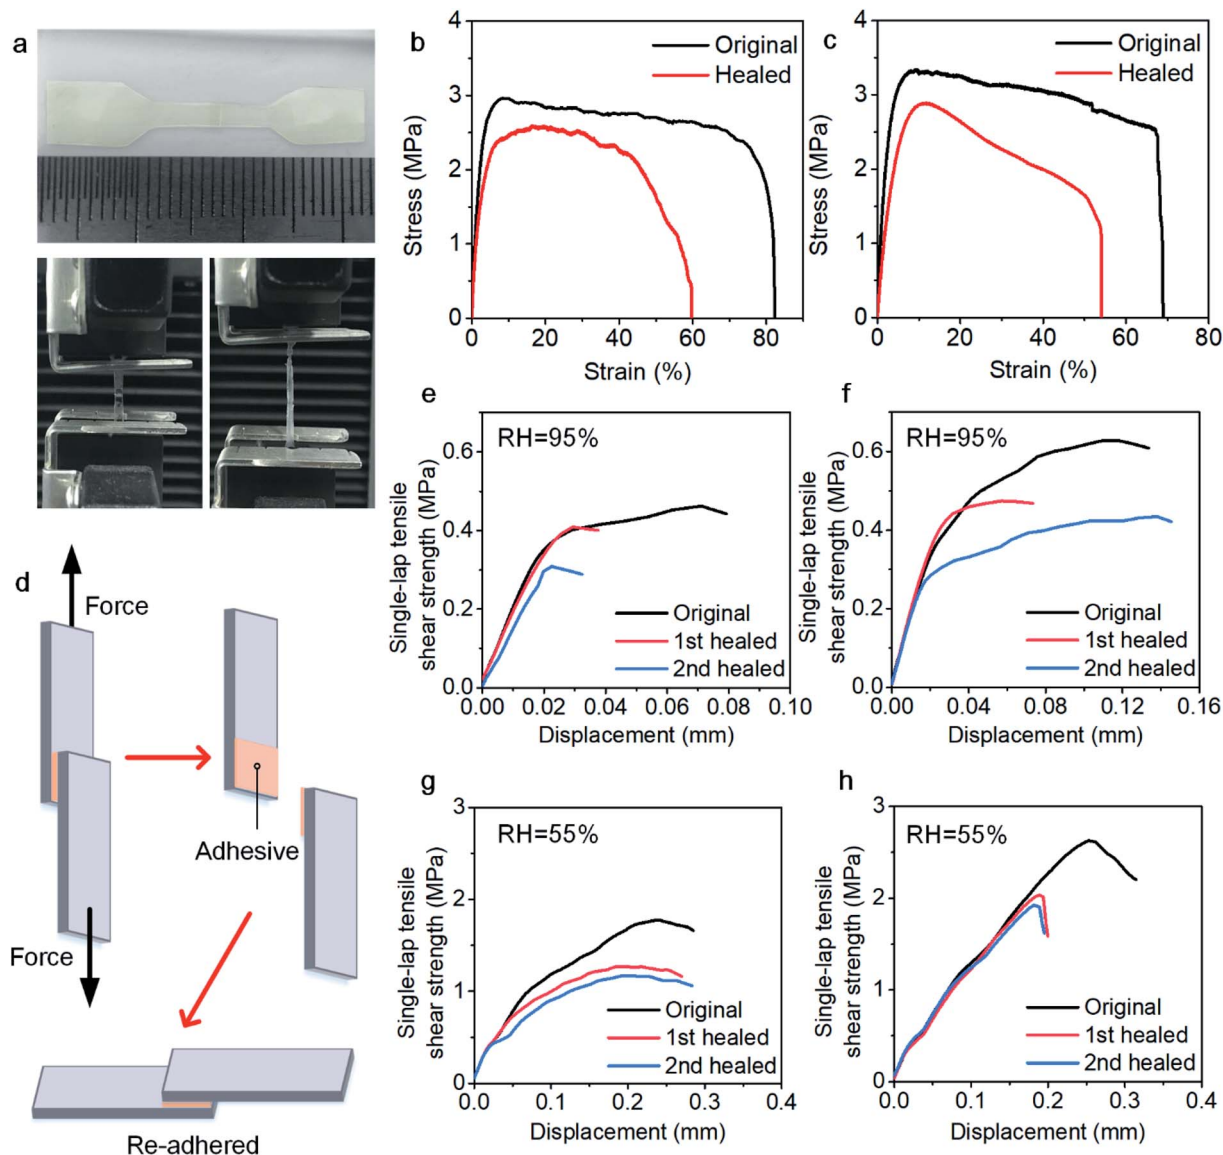 a
b
Stress (MPa)
4
3
2
1
0
0
20
40
60
80
Strain (%)
Original
Healed
c
Stress (MPa)
4
3
2
1
0
0
20
40
60
80
Strain (%)
Original
Healed
d
Force
Force
Adhesive
Re-adhered
e
RH=95%
Single-lap tensile
shear strength (MPa)
0.6
0.4
0.2
0.0
0.00
0.02
0.04
0.06
0.08
0.10
Displacement (mm)
Original
1st healed
2nd healed
f
RH=95%
Single-lap tensile
shear strength (MPa)
0.6
0.4
0.2
0.0
0.00
0.04
0.08
0.12
0.16
Displacement (mm)
Original
1st healed
2nd healed
g
RH=55%
Single-lap tensile
shear strength (MPa)
3
2
1
0
0.0
0.1
0.2
0.3
0.4
Displacement (mm)
Original
1st healed
2nd healed
h
RH=55%
Single-lap tensile
shear strength (MPa)
3
2
1
0
0.0
0.1
0.2
0.3
0.4
Displacement (mm)
Original
1st healed
2nd healed